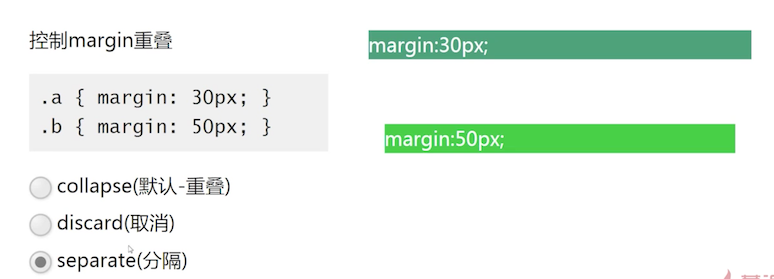 控制margin重叠
.a { margin: 30px; }
.b { margin: 50px; }
collapse(默认-重叠)
discard(取消)
separate(分隔)
margin:30px;
margin:50px;